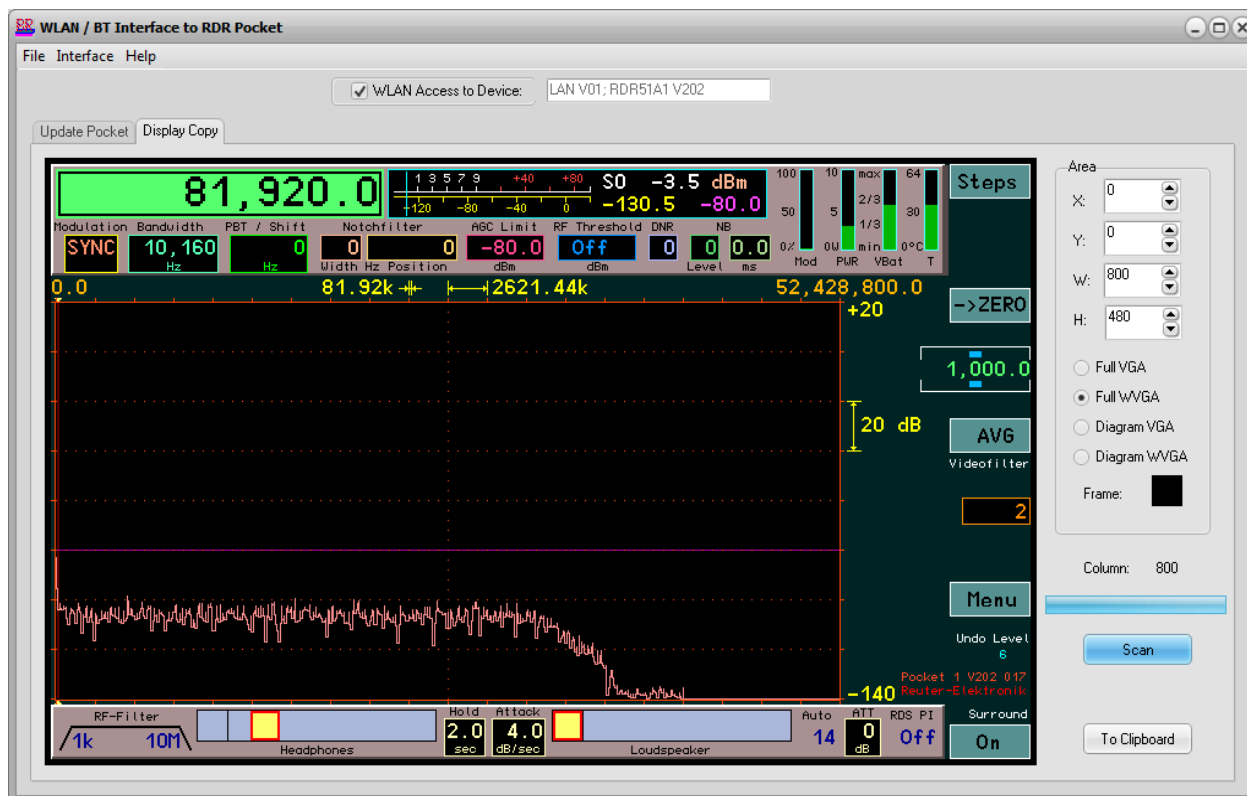 WLAN / BT Interface to RDR Pocket
File Interface Help
WLAN Access to Device: LAN V01; RDR51A1 V202
Update Pocket Display Copy
81,920.0
1 3 5 7 9 +40 +80 S0 -3.5 dBm
-120 -80 -40 0 -130.5 -80.0
100 10 max 64
50 5 2/3 30
1/3
0% 0W min 0°C
Mod PWR VBat T
Steps
Modulation Bandwidth PBT / Shift Notchfilter AGC Limit RF Threshold DNR NB
SYNC 10,160 0 0 0 -80.0 Off 0 0 0.0
Hz Hz Width Hz Position dBm dBm Level ms
0.0 81.92k 2621.44k 52,428,800.0
+20
->ZERO
1,000.0
20 dB
AVG
Videofilter
2
Menu
Undo Level
6
Pocket 1 V202 017
-140 Reuter-Elektronik
RF-Filter Hold Attack Auto ATT RDS PI Surround
1k 10M 2.0 4.0 14 0 Off On
Headphones sec dB/sec Loudspeaker dB
Area
X: 0
Y: 0
W: 800
H: 480
Full VGA
Full WVGA
Diagram VGA
Diagram WVGA
Frame:
Column: 800
Scan
To Clipboard